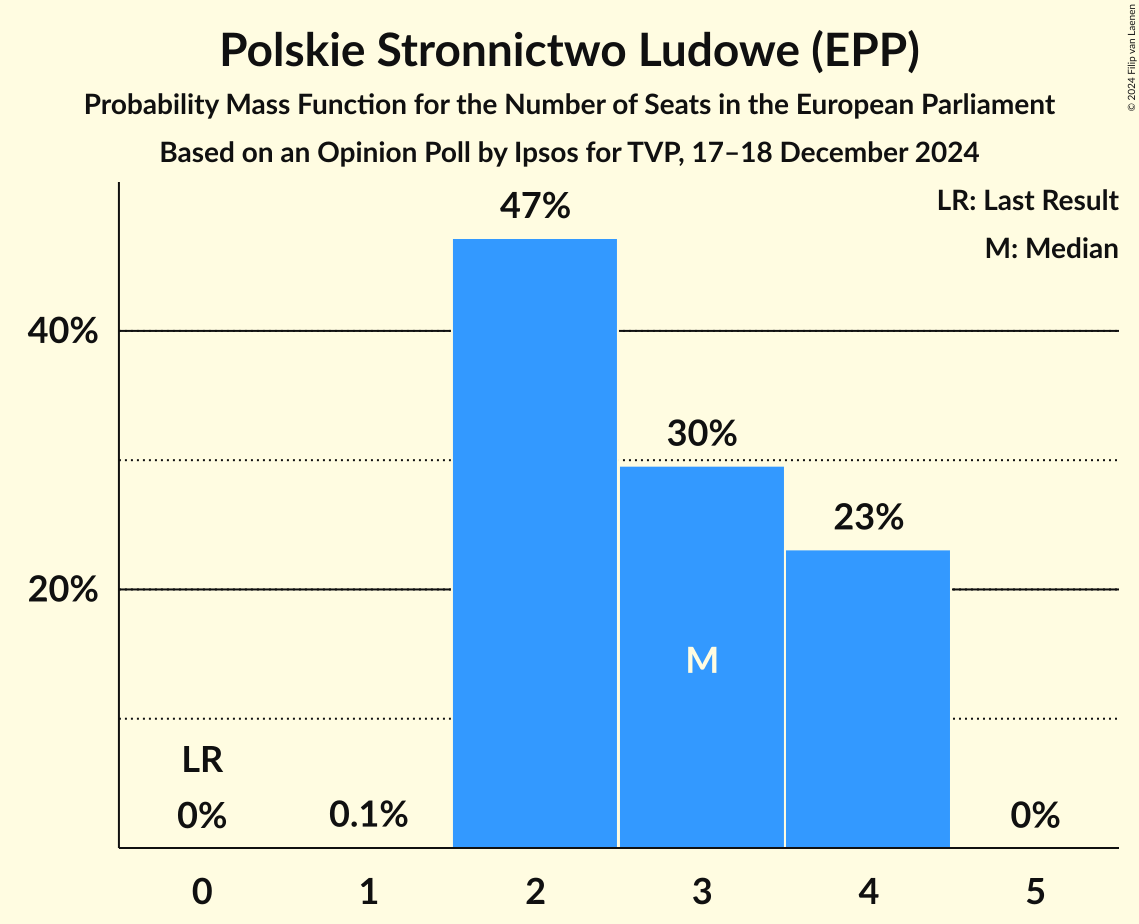 Polskie Stronnictwo Ludowe (EPP)
Probability Mass Function for the Number of Seats in the European Parliament
Based on an Opinion Poll by Ipsos for TVP, 17–18 December 2024
© 2024 Filip van Laenen
LR: Last Result
M: Median
47%
40%
30%
23%
20%
M
LR
0%
0.1%
0%
0 1 2 3 4 5